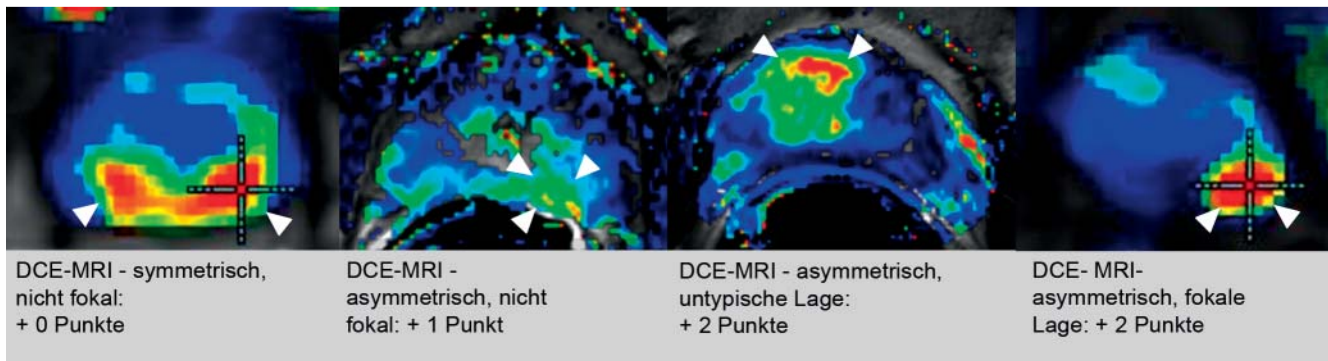 DCE-MRI - symmetrisch,
nicht fokal:
+ 0 Punkte
DCE-MRI -
asymmetrisch, nicht
fokal: + 1 Punkt
DCE-MRI - asymmetrisch,
untypische Lage:
+ 2 Punkte
DCE- MRI-
asymmetrisch, fokale
Lage: + 2 Punkte